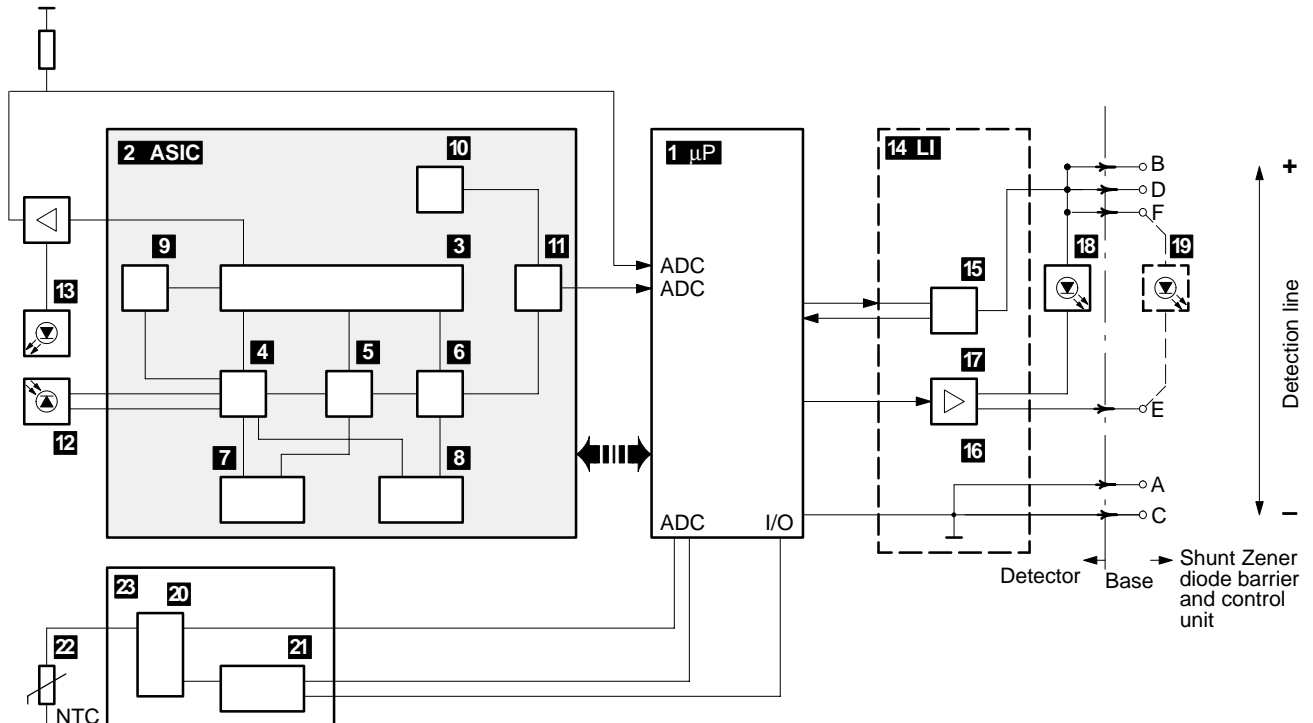 2 ASIC
10
1 µP
14 LI
B
+
D
F
9
3
11
18
19
ADC
ADC
15
13
Detection line
4
5
6
17
E
12
7
8
16
A
ADC
I/O
C
−
Detector
Base
Shunt Zener
diode barrier
and control
unit
23
20
22
21
NTC